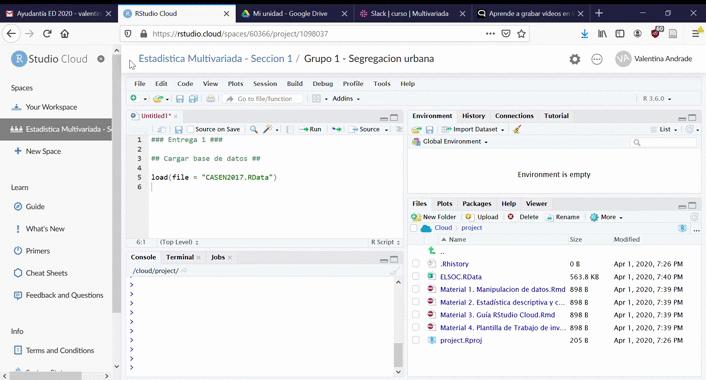 Ayudantía ED 2020 - valentin
RStudio Cloud
Mi unidad - Google Drive
Slack | curso | Multivariada
Aprende a grabar vídeos en
https://rstudio.cloud/spaces/60366/project/1098037
R Studio Cloud
Estadistica Multivariada - Seccion 1 / Grupo 1 - Segregacion urbana
VA Valentina Andrade
Spaces
Your Workspace
Estadistica Multivariada - S
New Space
Learn
Guide
What's New
Primers
Cheat Sheets
Feedback and Questions
Info
Terms and Conditions
File Edit Code View Plots Session Build Debug Profile Tools Help
Go to file/function Addins R 3.6.0
Untitled1*
Source on Save Run Source
1 ### Entrega 1 ###
2
3 ## Cargar base de datos ##
4
5 load(file = "CASEN2017.RData")
6
6:1 (Top Level) R Script
Console Terminal Jobs
/cloud/project/
>
>
>
>
>
>
>
>
>
Environment History Connections Tutorial
Import Dataset List
Global Environment
Environment is empty
Files Plots Packages Help Viewer
New Folder Upload Delete Rename More
Cloud project
Name Size Modified
..
.Rhistory 0 B Apr 1, 2020, 7:26 PM
ELSOC.RData 563.8 KB Apr 1, 2020, 7:40 PM
Material 1. Manipulacion de datos.Rmd 898 B Apr 1, 2020, 7:39 PM
Material 2. Estadística descriptiva y c... 898 B Apr 1, 2020, 7:39 PM
Material 3. Guía RStudio Cloud.Rmd 898 B Apr 1, 2020, 7:39 PM
Material 4. Plantilla de Trabajo de inv... 898 B Apr 1, 2020, 7:39 PM
project.Rproj 205 B Apr 1, 2020, 7:26 PM